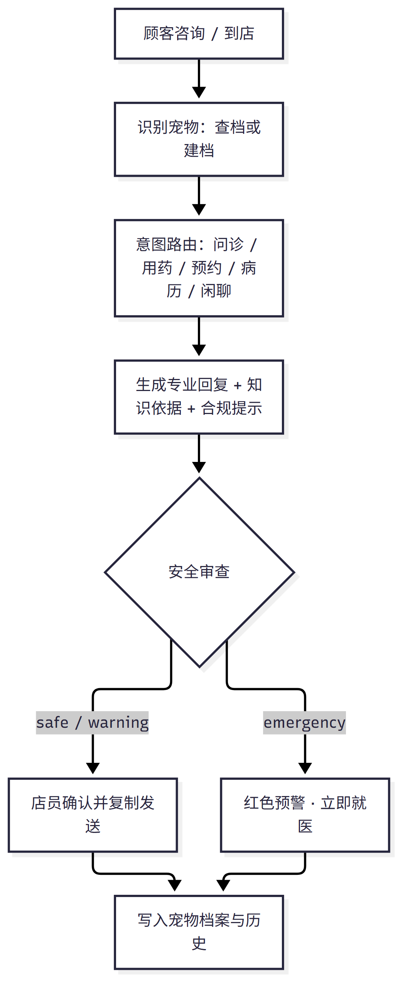 顾客咨询 / 到店
识别宠物：查档或
建档
意图路由：问诊 /
用药 / 预约 / 病
历 / 闲聊
生成专业回复 + 知
识依据 + 合规提示
安全审查
safe / warning
emergency
店员确认并复制发
送
红色预警 · 立即就
医
写入宠物档案与历
史